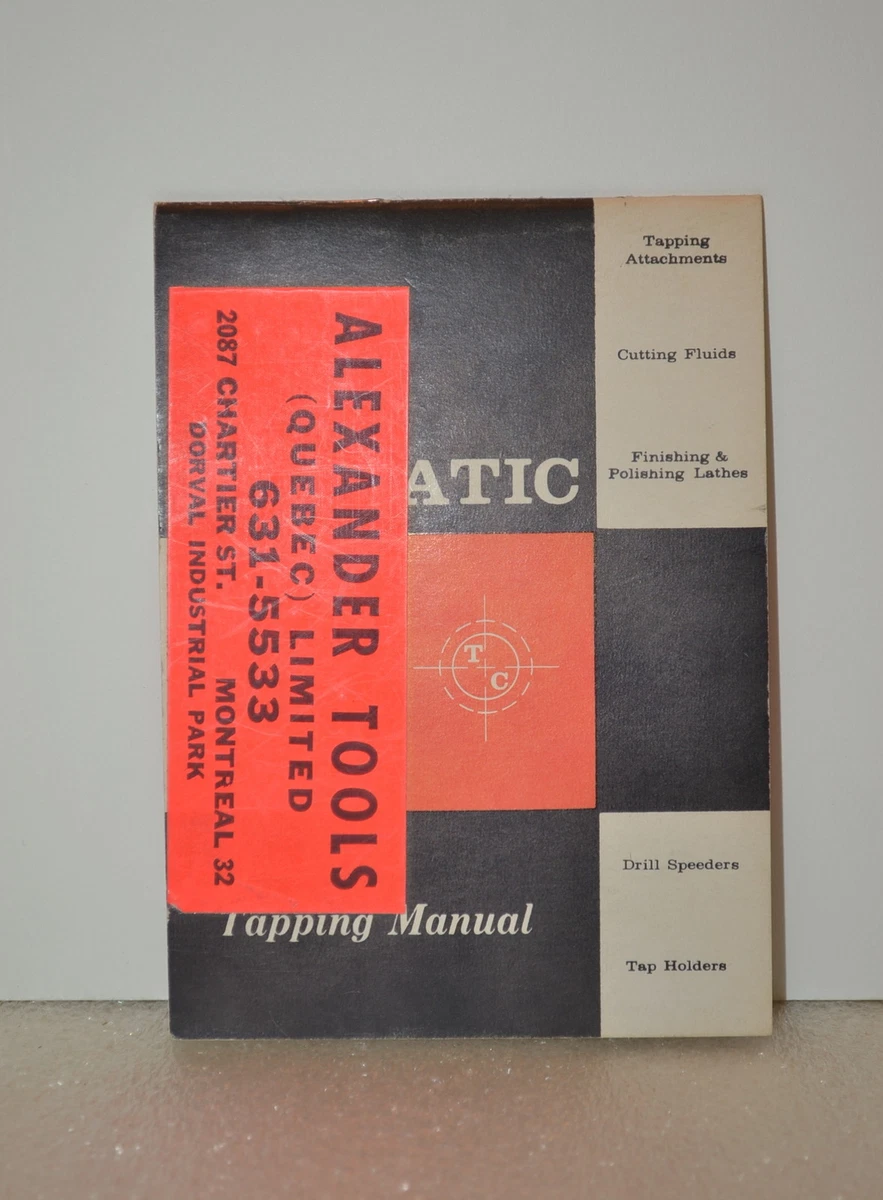 Tapping
Attachments
Cutting Fluids
Finishing &
Polishing Lathes
ATIC
T
C
Tapping Manual
Drill Speeders
Tap Holders
ALEXANDER TOOLS
(QUEBEC) LIMITED
631-5533
2087 CHARTIER ST. MONTREAL 32
DORVAL INDUSTRIAL PARK